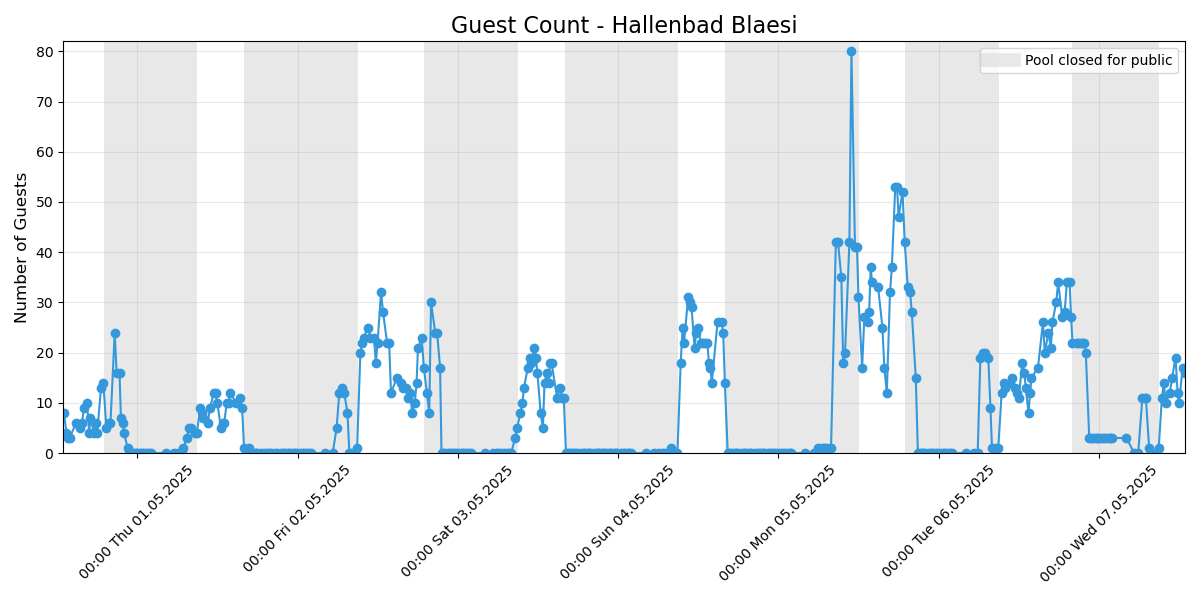 Guest Count - Hallenbad Blaesi
Pool closed for public
Number of Guests
80
70
60
50
40
30
20
10
0
00:00 Thu 01.05.2025
00:00 Fri 02.05.2025
00:00 Sat 03.05.2025
00:00 Sun 04.05.2025
00:00 Mon 05.05.2025
00:00 Tue 06.05.2025
00:00 Wed 07.05.2025